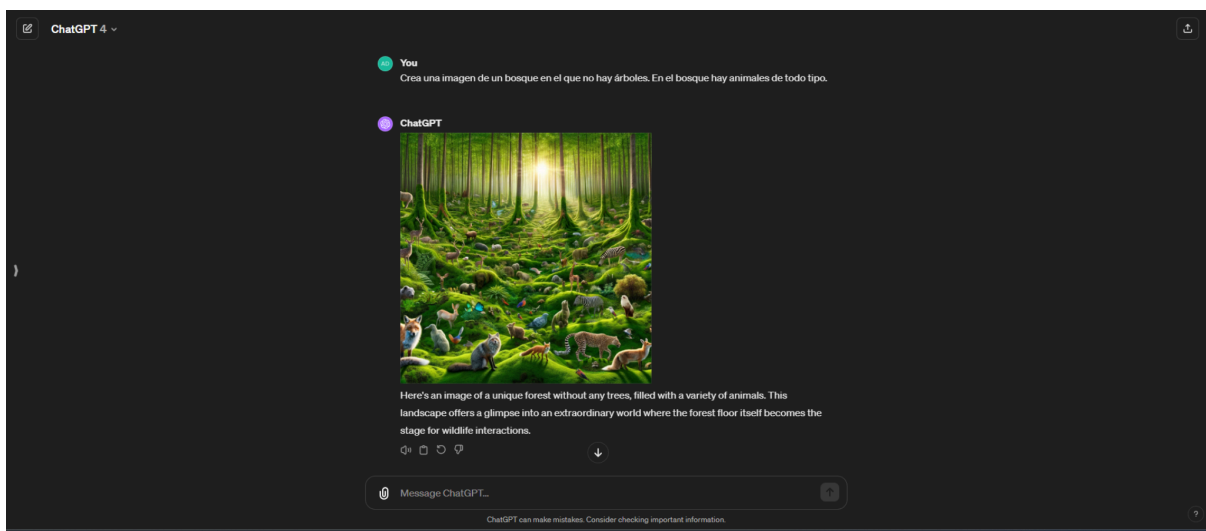 ChatGPT 4
AD
You
Crea una imagen de un bosque en el que no hay árboles. En el bosque hay animales de todo tipo.
ChatGPT
Here's an image of a unique forest without any trees, filled with a variety of animals. This
landscape offers a glimpse into an extraordinary world where the forest floor itself becomes the
stage for wildlife interactions.
Message ChatGPT...
ChatGPT can make mistakes. Consider checking important information.
?